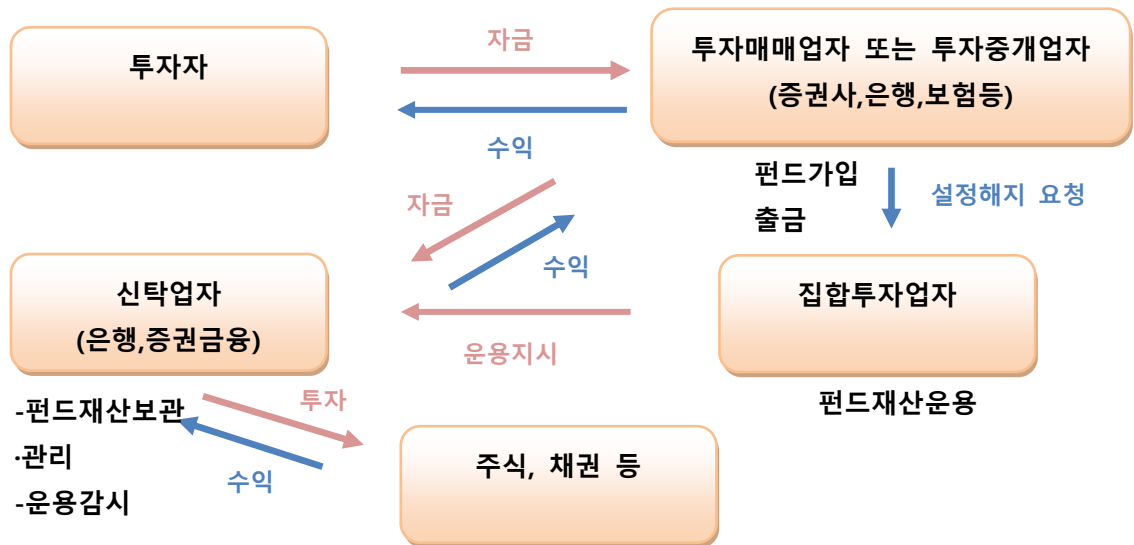 투자자
자금
수익
투자매매업자 또는 투자중개업자
(증권사,은행,보험등)
펀드가입
출금
설정해지 요청
자금
수익
신탁업자
(은행,증권금융)
운용지시
집합투자업자
펀드재산운용
-펀드재산보관
·관리
-운용감시
투자
수익
주식, 채권 등